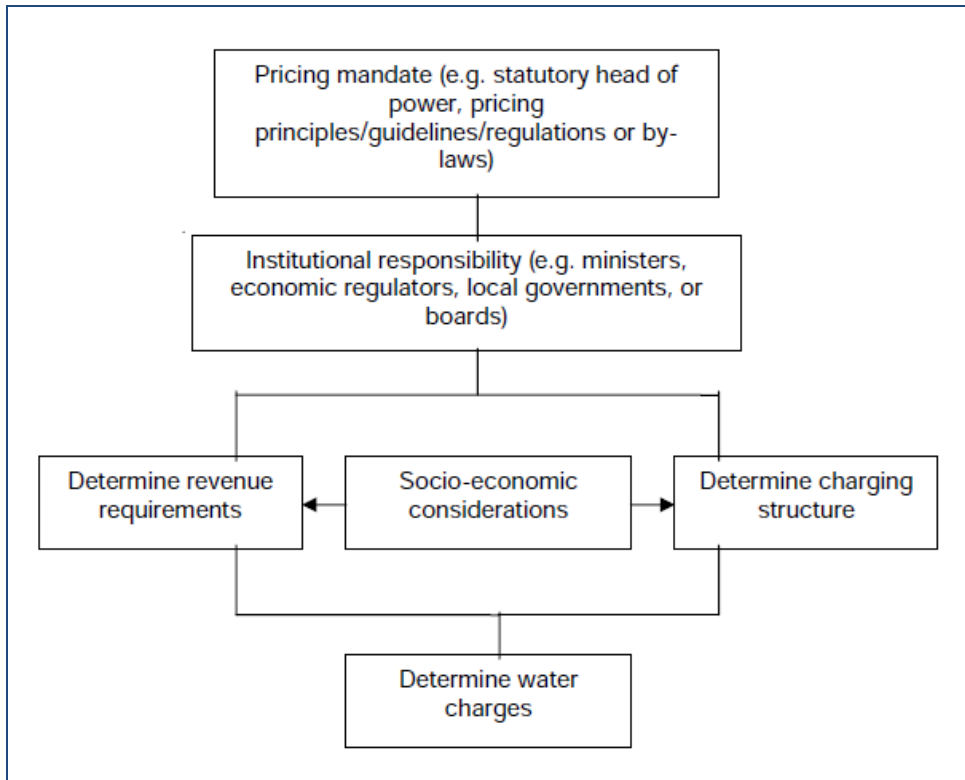 Pricing mandate (e.g. statutory head of
power, pricing
principles/guidelines/regulations or by-
laws)
Institutional responsibility (e.g. ministers,
economic regulators, local governments, or
boards)
Determine revenue
requirements
Socio-economic
considerations
Determine charging
structure
Determine water
charges